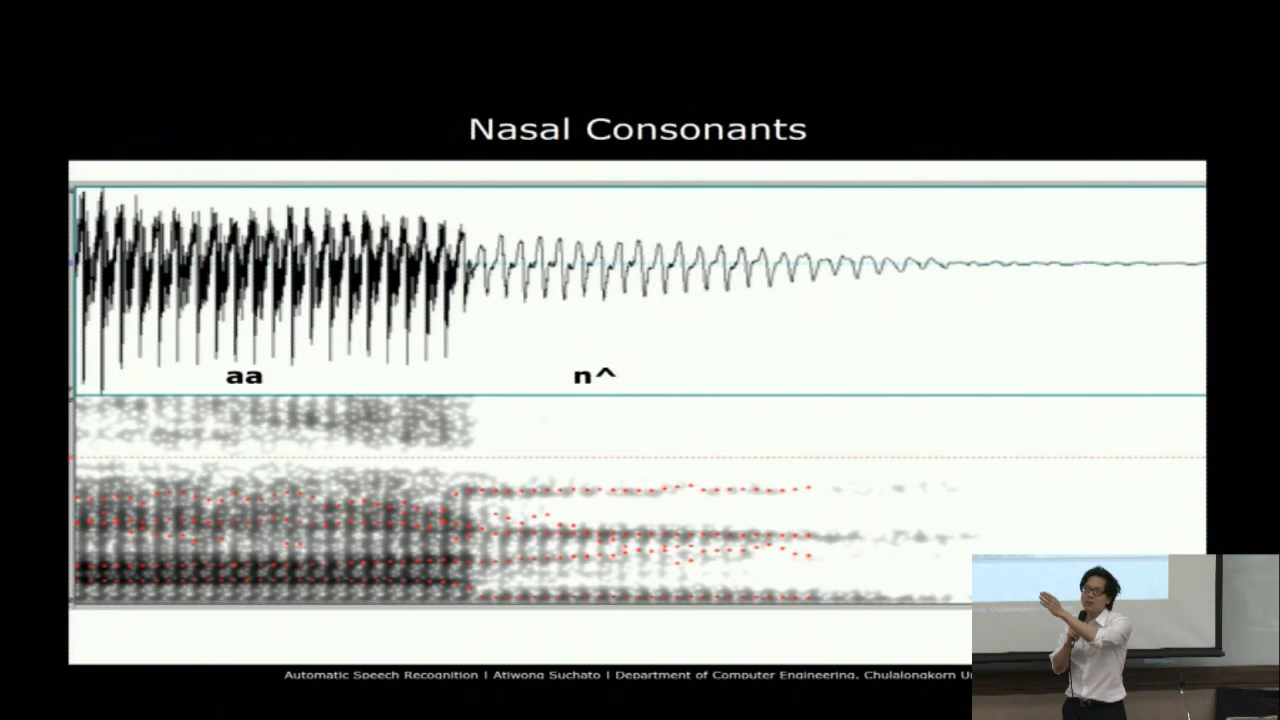 Nasal Consonants
aa
n^
Automatic Speech Recognition | Atiwong Suchato | Department of Computer Engineering, Chulalongkorn